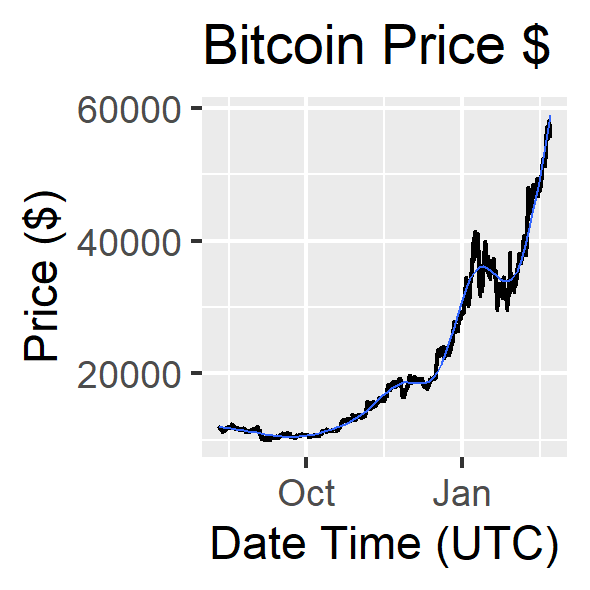 Bitcoin Price $
60000
40000
20000
Price ($)
Oct Jan
Date Time (UTC)